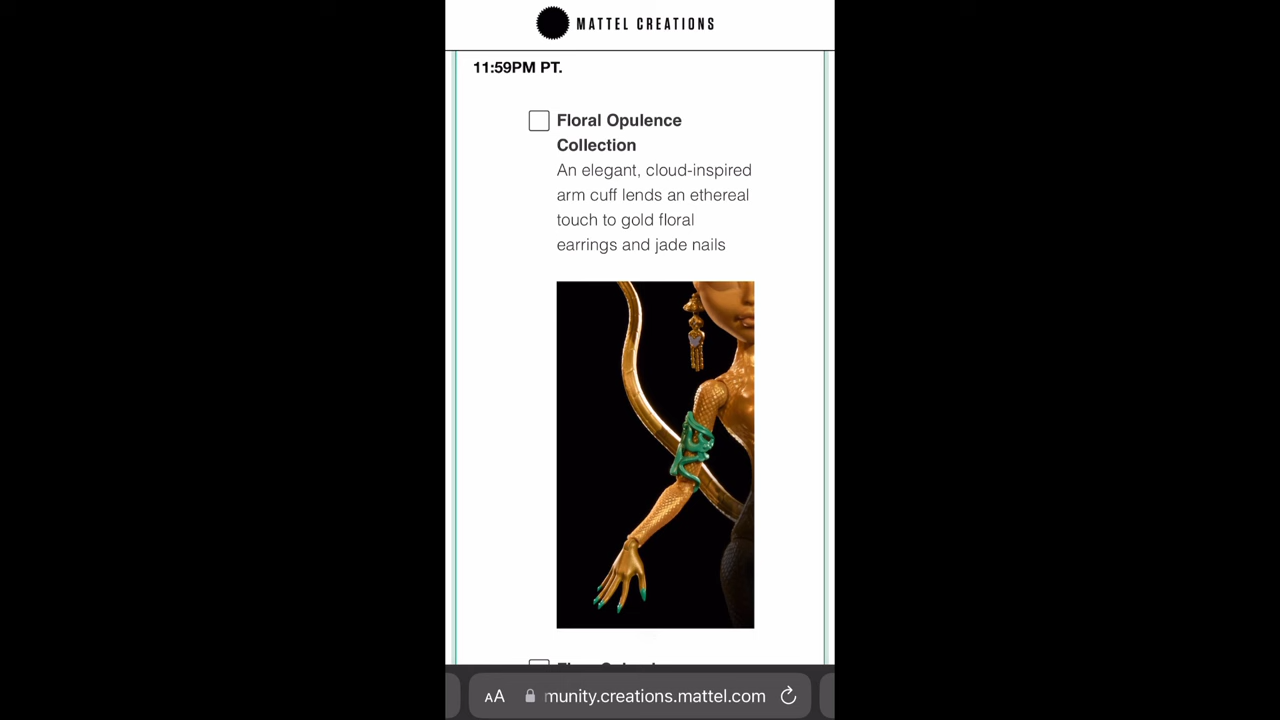 MATTEL CREATIONS
11:59PM PT.
Floral Opulence
Collection
An elegant, cloud-inspired
arm cuff lends an ethereal
touch to gold floral
earrings and jade nails
AA munity.creations.mattel.com